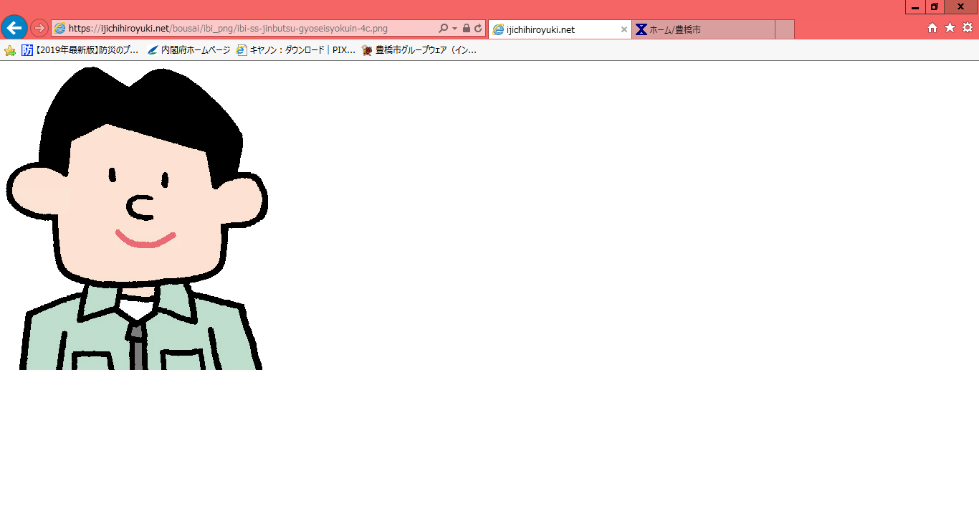 https://ijichihiroyuki.net/bousai/ibi_png/ibi-ss-jinbutsu-gyoseisyokuin-4c.png
ijichihiroyuki.net
ホーム/豊橋市
防 【2019年最新版】防災のプ...
内閣府ホームページ
キヤノン：ダウンロード｜PIX...
豊橋市グループウェア（イン...